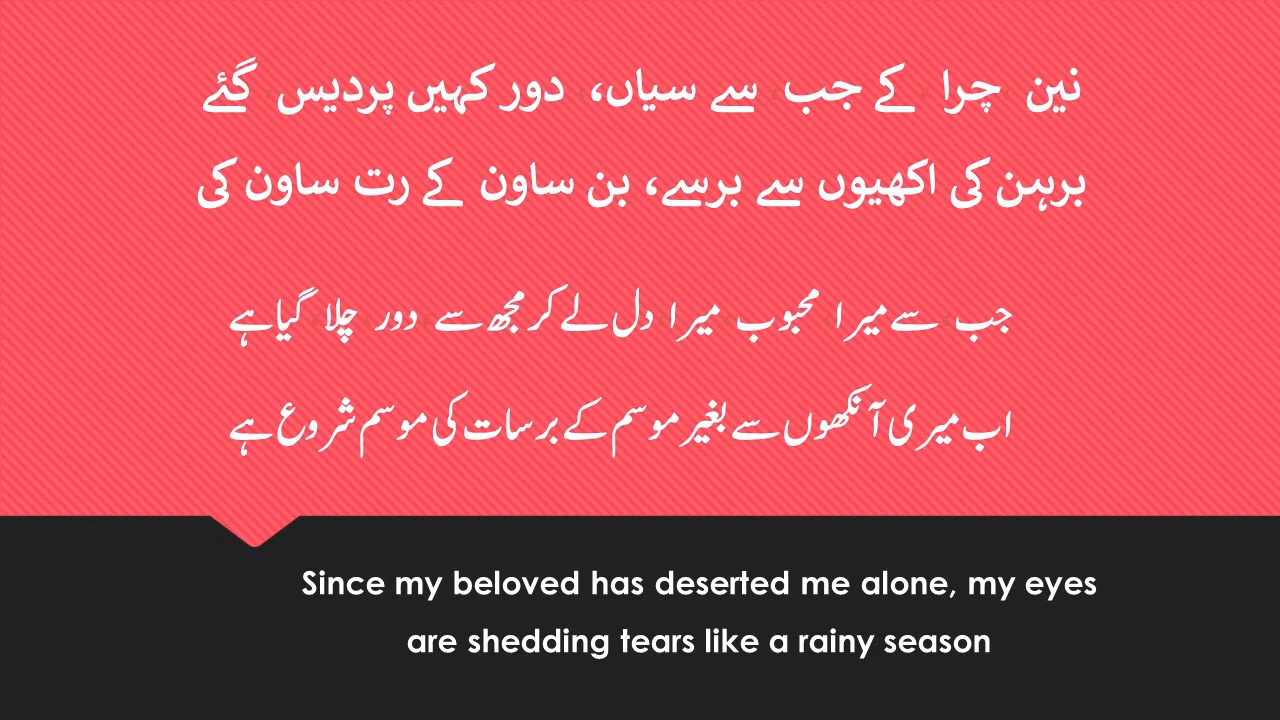 نین چرا کے جب سے سیاں، دور کہیں پردیس گئے
برہن کی اکھیوں سے برسے، بن ساون کے رت ساون کی
جب سے میرا محبوب میرا دل لے کر مجھ سے دور چلا گیا ہے
اب میری آنکھوں سے بغیر موسم کے برسات کی موسم شروع ہے
Since my beloved has deserted me alone, my eyes
are shedding tears like a rainy season